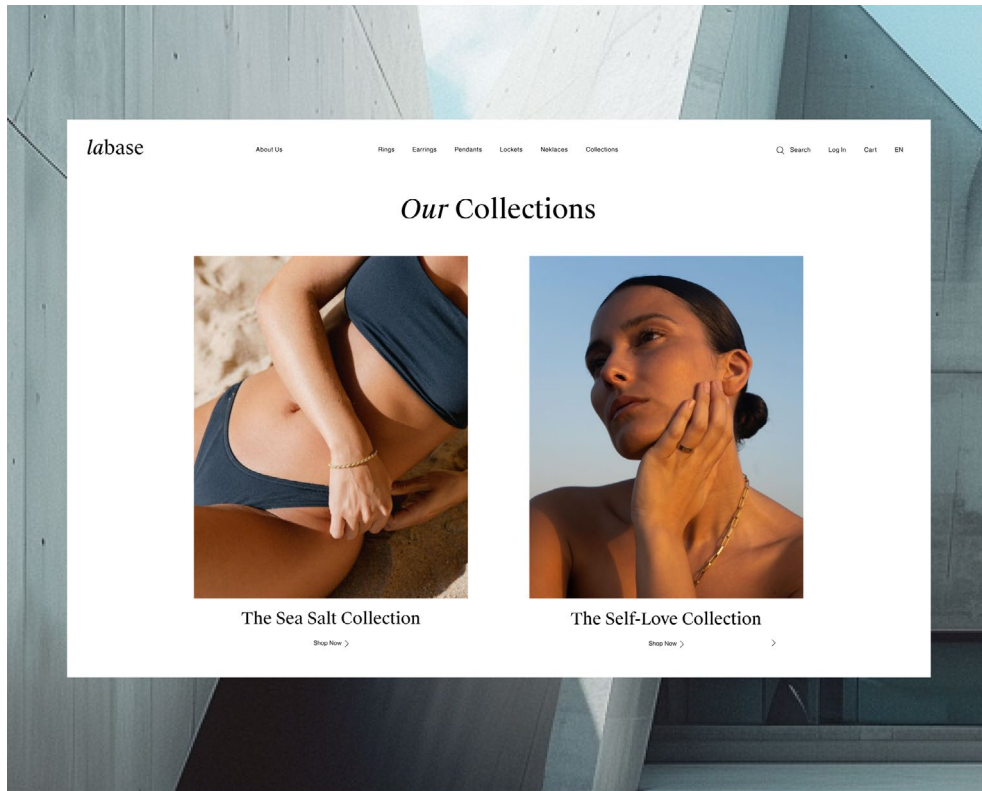 labase
About Us
Rings Earrings Pendants Lockets Neklaces Collections
Search Log In Cart EN
Our Collections
The Sea Salt Collection
Shop Now
The Self-Love Collection
Shop Now